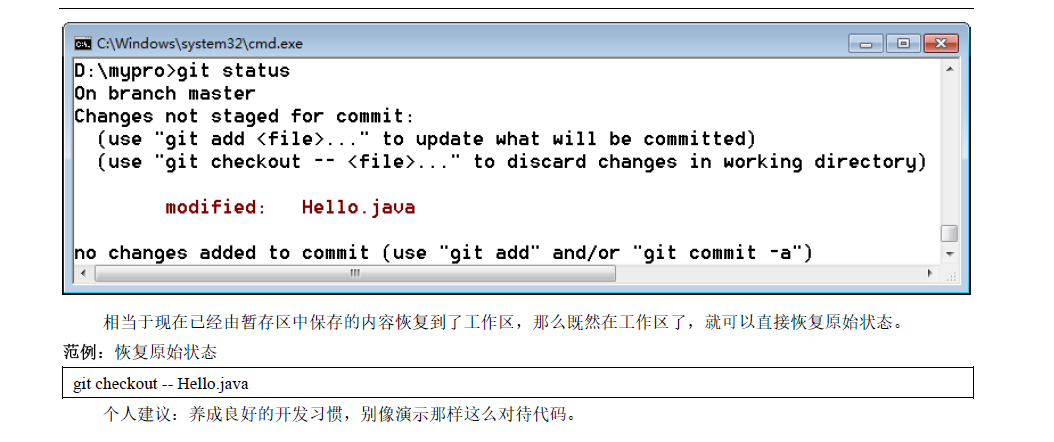 C:\Windows\system32\cmd.exe
D:\mypro>git status
On branch master
Changes not staged for commit:
  (use "git add <file>..." to update what will be committed)
  (use "git checkout -- <file>..." to discard changes in working directory)
        modified:   Hello.java
no changes added to commit (use "git add" and/or "git commit -a")
相当于现在已经由暂存区中保存的内容恢复到了工作区，那么既然在工作区了，就可以直接恢复原始状态。
范例：恢复原始状态
git checkout -- Hello.java
个人建议：养成良好的开发习惯，别像演示那样这么对待代码。